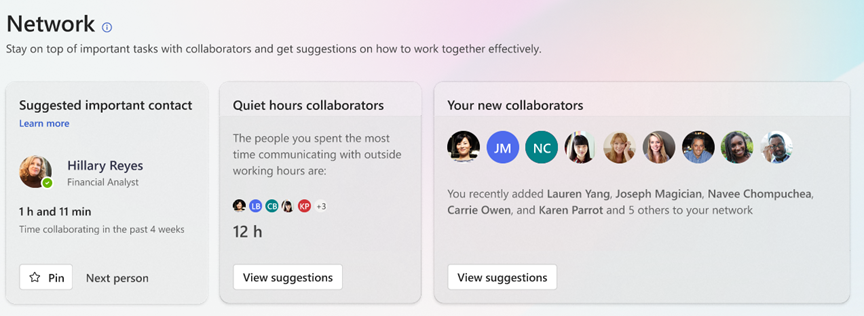 Network
Stay on top of important tasks with collaborators and get suggestions on how to work together effectively.
Suggested important contact
Learn more
Hillary Reyes
Financial Analyst
1 h and 11 min
Time collaborating in the past 4 weeks
Pin
Next person
Quiet hours collaborators
The people you spent the most
time communicating with outside
working hours are:
LB
CB
KP
+3
12 h
View suggestions
Your new collaborators
JM
NC
You recently added Lauren Yang, Joseph Magician, Navee Chompuchea,
Carrie Owen, and Karen Parrot and 5 others to your network
View suggestions